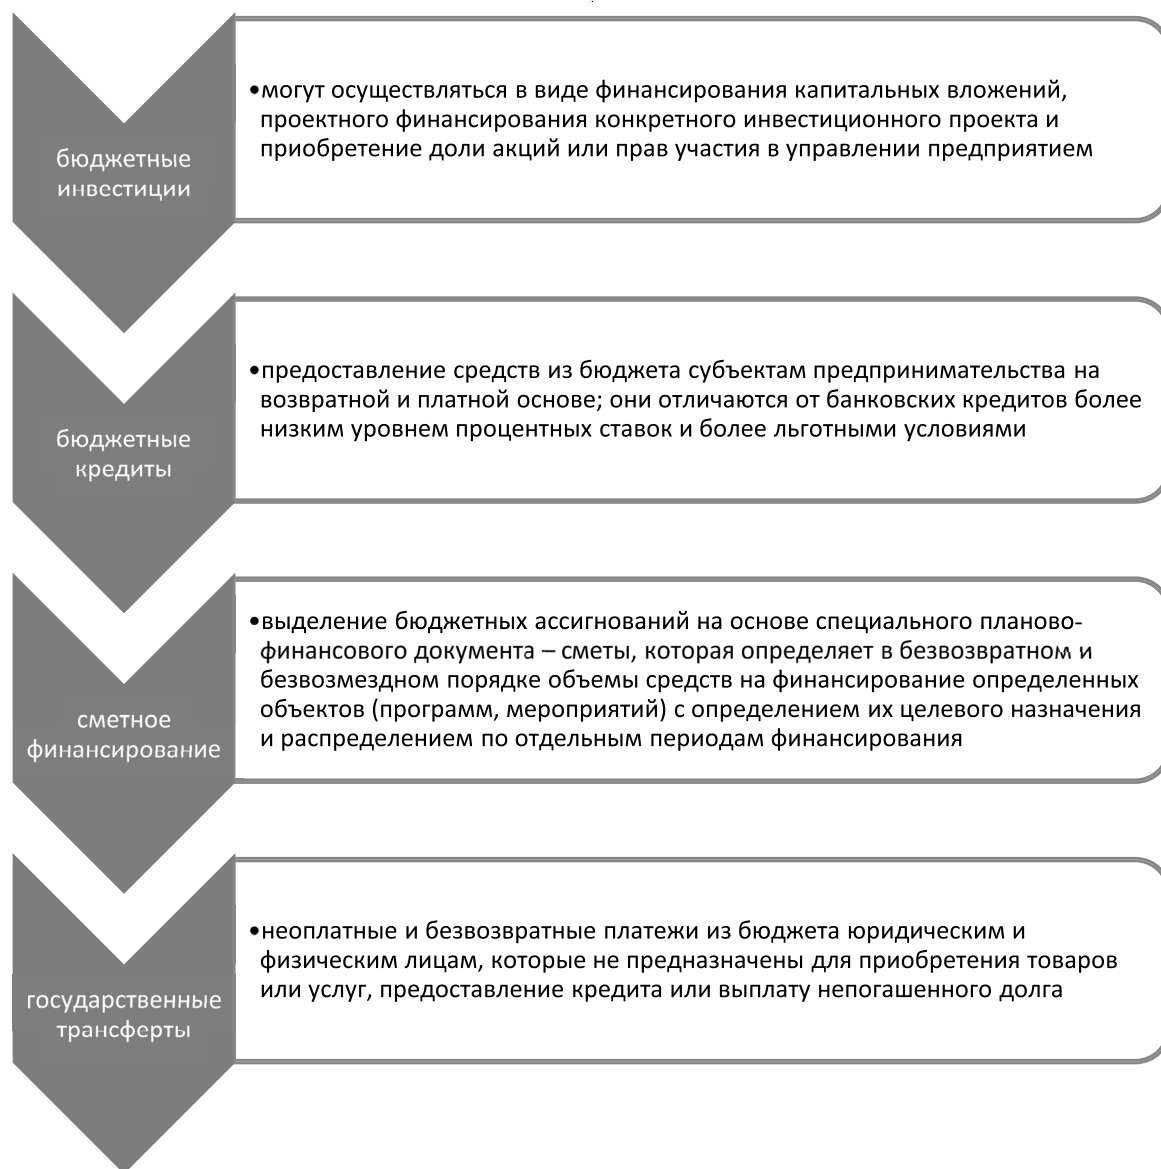 бюджетные
инвестиции
•могут осуществляться в виде финансирования капитальных вложений,
проектного финансирования конкретного инвестиционного проекта и
приобретение доли акций или прав участия в управлении предприятием
бюджетные
кредиты
•предоставление средств из бюджета субъектам предпринимательства на
возвратной и платной основе; они отличаются от банковских кредитов более
низким уровнем процентных ставок и более льготными условиями
сметное
финансирование
•выделение бюджетных ассигнований на основе специального планово-
финансового документа – сметы, которая определяет в безвозвратном и
безвозмездном порядке объемы средств на финансирование определенных
объектов (программ, мероприятий) с определением их целевого назначения
и распределением по отдельным периодам финансирования
государственные
трансферты
•неоплатные и безвозвратные платежи из бюджета юридическим и
физическим лицам, которые не предназначены для приобретения товаров
или услуг, предоставление кредита или выплату непогашенного долга